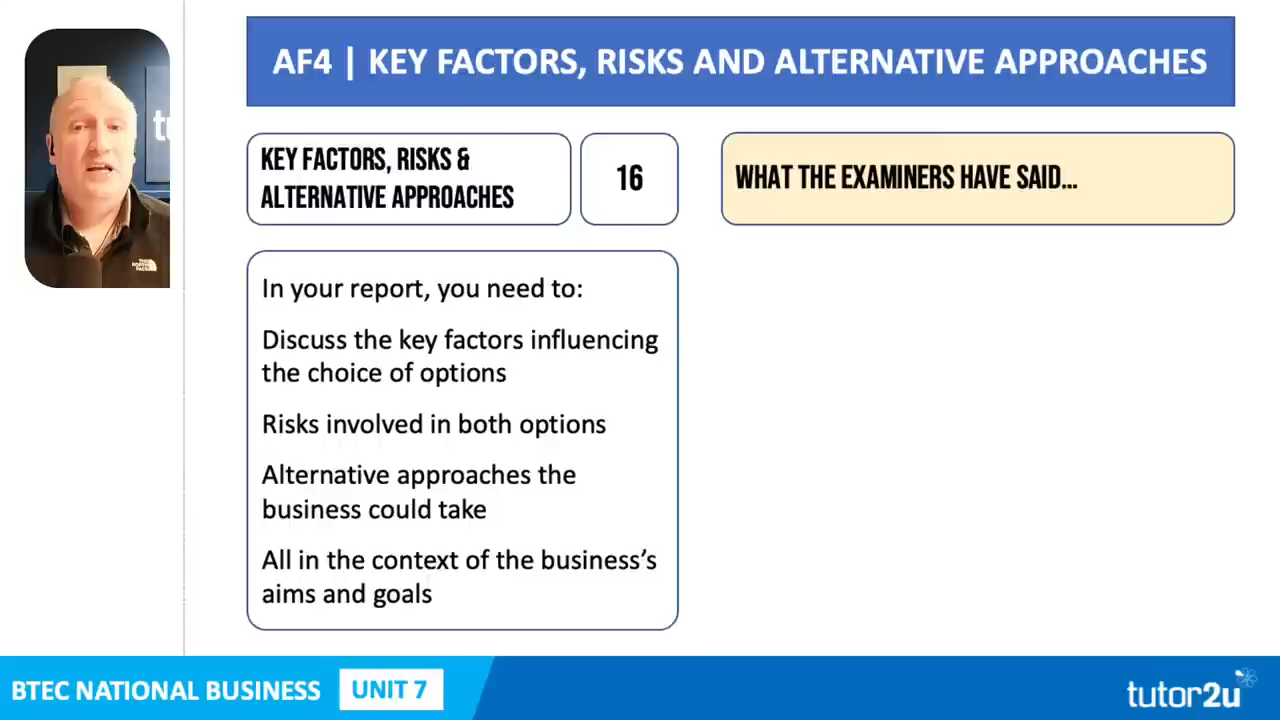 AF4 | KEY FACTORS, RISKS AND ALTERNATIVE APPROACHES
KEY FACTORS, RISKS &
ALTERNATIVE APPROACHES
16
WHAT THE EXAMINERS HAVE SAID...
In your report, you need to:
Discuss the key factors influencing
the choice of options
Risks involved in both options
Alternative approaches the
business could take
All in the context of the business's
aims and goals
BTEC NATIONAL BUSINESS
UNIT 7
tutor2u